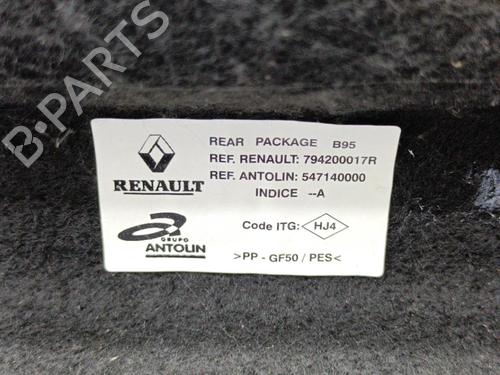 B-PARTS
REAR PACKAGE B95
REF. RENAULT: 794200017R
REF. ANTOLIN: 547140000
INDICE --A
RENAULT
GRUPO
ANTOLIN
Code ITG: HJ4
>PP - GF50 / PES<